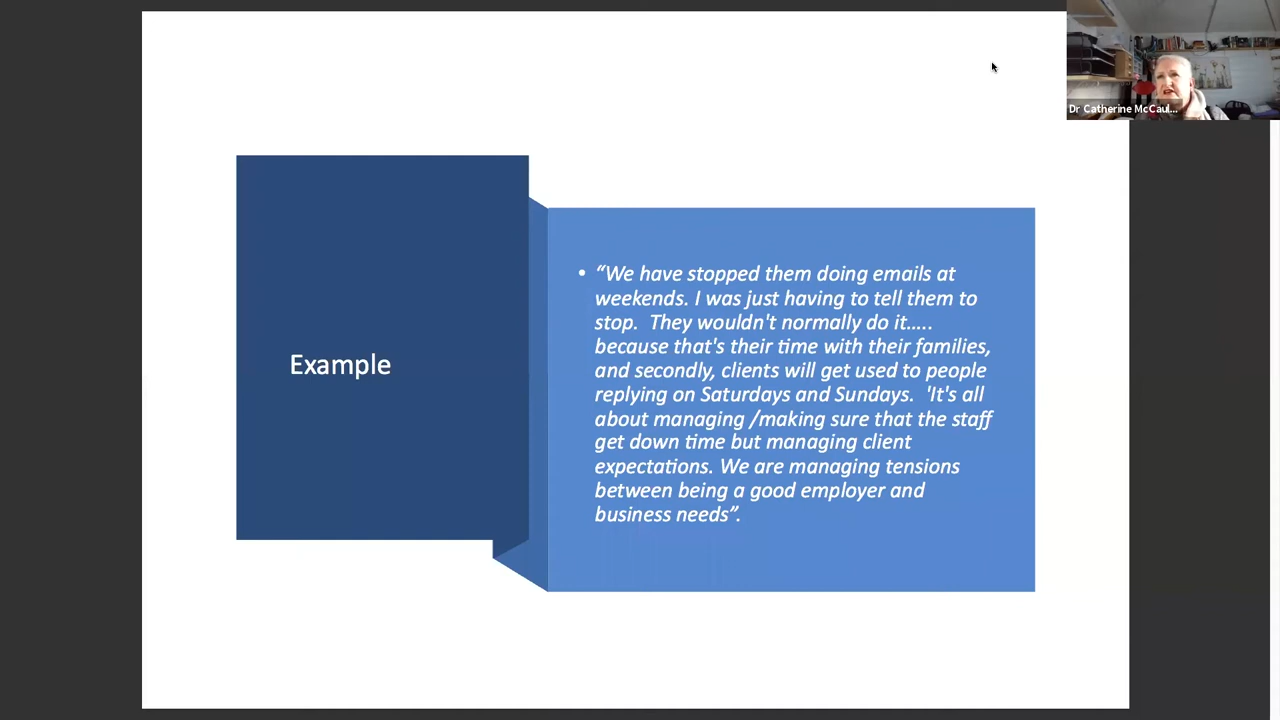 Dr Catherine McCaul...
Example
• “We have stopped them doing emails at
weekends. I was just having to tell them to
stop.  They wouldn't normally do it.....
because that's their time with their families,
and secondly, clients will get used to people
replying on Saturdays and Sundays.  'It's all
about managing /making sure that the staff
get down time but managing client
expectations. We are managing tensions
between being a good employer and
business needs”.